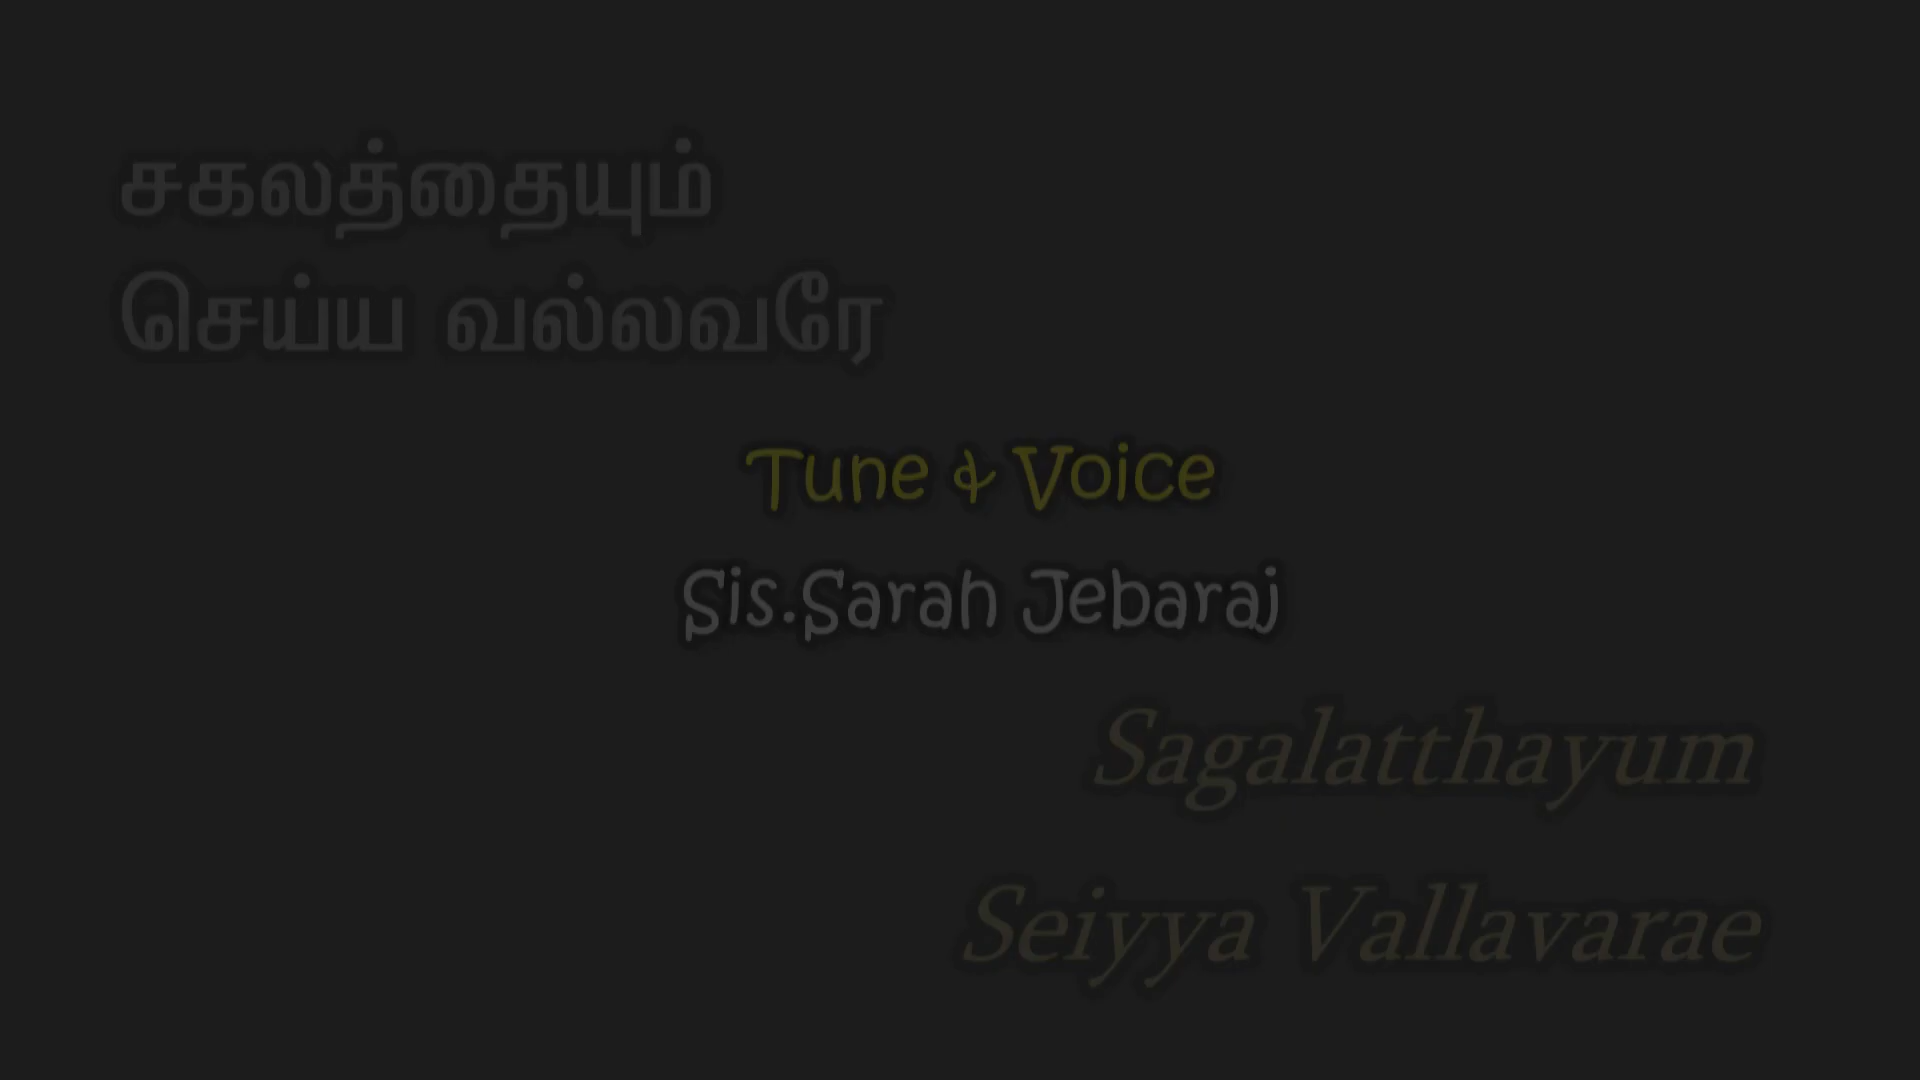 சகலத்தையும்
செய்ய வல்லவரே
Tune & Voice
Sis.Sarah Jebaraj
Sagalatthayum
Seiyya Vallavarae